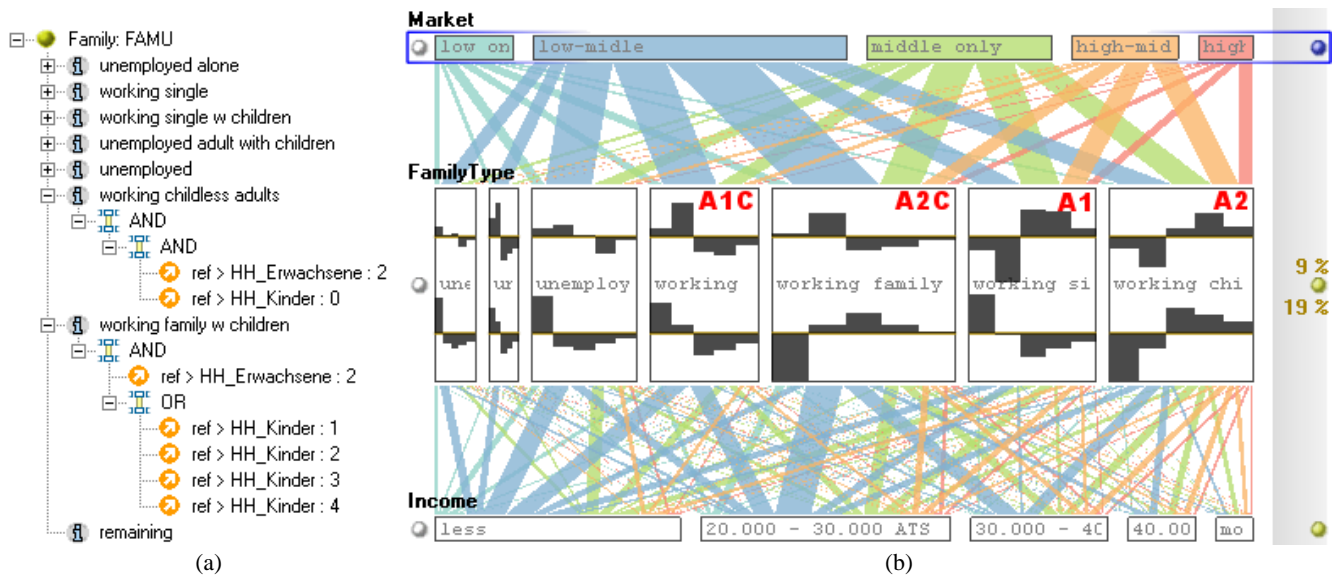 Family: FAMU
unemployed alone
working single
working single w children
unemployed adult with children
unemployed
working childless adults
AND
AND
ref > HH_Erwachsene : 2
ref > HH_Kinder : 0
working family w children
AND
ref > HH_Erwachsene : 2
OR
ref > HH_Kinder : 1
ref > HH_Kinder : 2
ref > HH_Kinder : 3
ref > HH_Kinder : 4
remaining
(a)
Market
low on low-midle middle only high-mid high
FamilyType
A1C A2C A1 A2
une ur unemploy working working family working si working chi
9 %
19 %
Income
less 20.000 - 30.000 ATS 30.000 - 40 40.00 mo
(b)